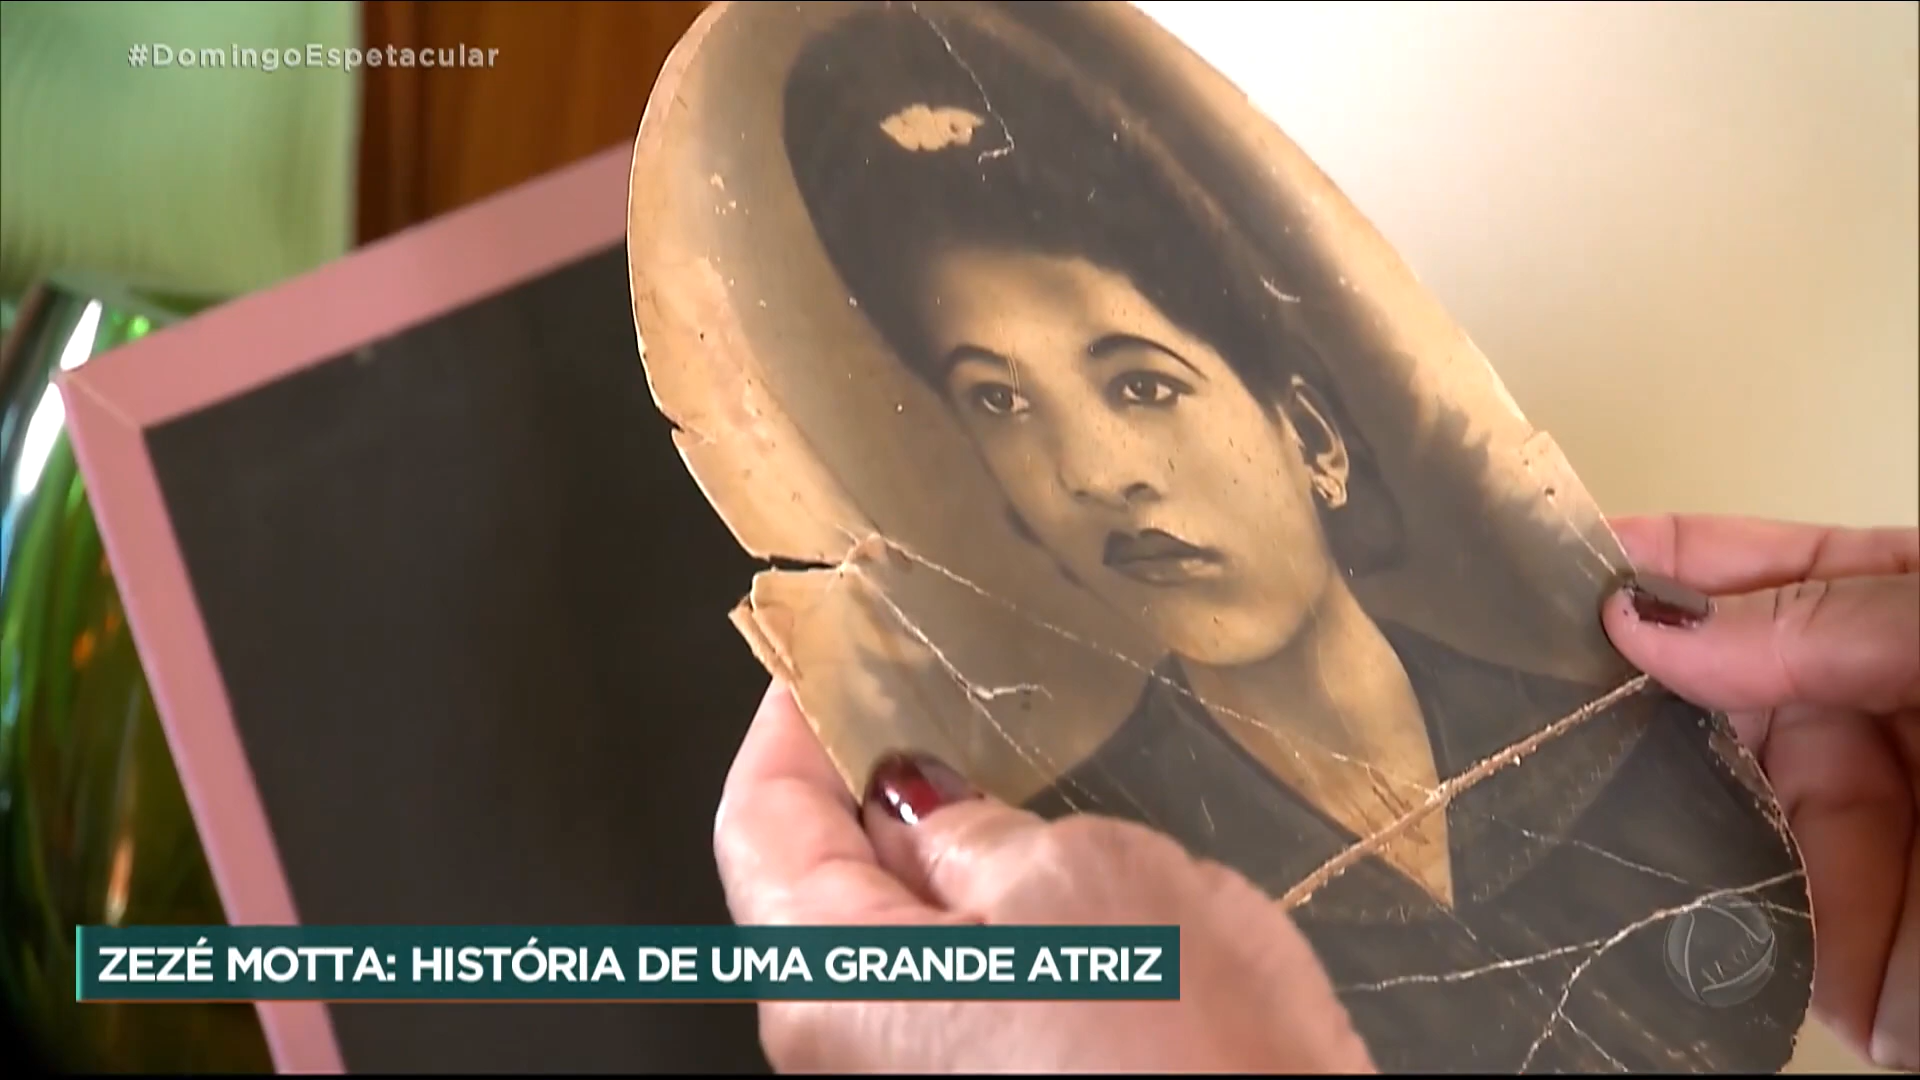 #DomingoEspetacular
ZEZÉ MOTTA: HISTÓRIA DE UMA GRANDE ATRIZ